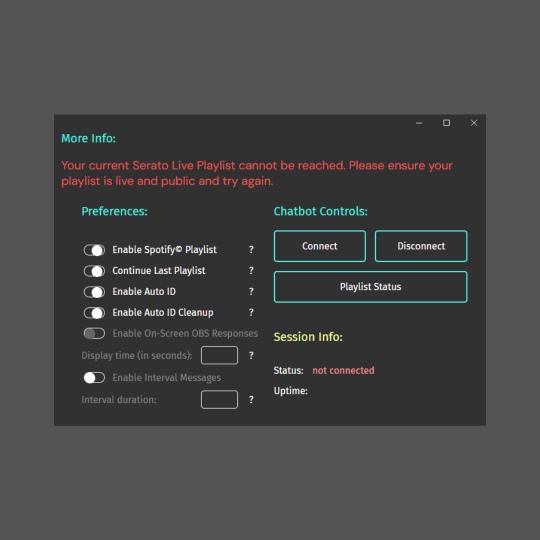 More Info:
Your current Serato Live Playlist cannot be reached. Please ensure your
playlist is live and public and try again.
Preferences:
Enable Spotify© Playlist ?
Continue Last Playlist ?
Enable Auto ID ?
Enable Auto ID Cleanup ?
Enable On-Screen OBS Responses
Display time (in seconds): ?
Enable Interval Messages
Interval duration: ?
Chatbot Controls:
Connect Disconnect
Playlist Status
Session Info:
Status: not connected
Uptime: